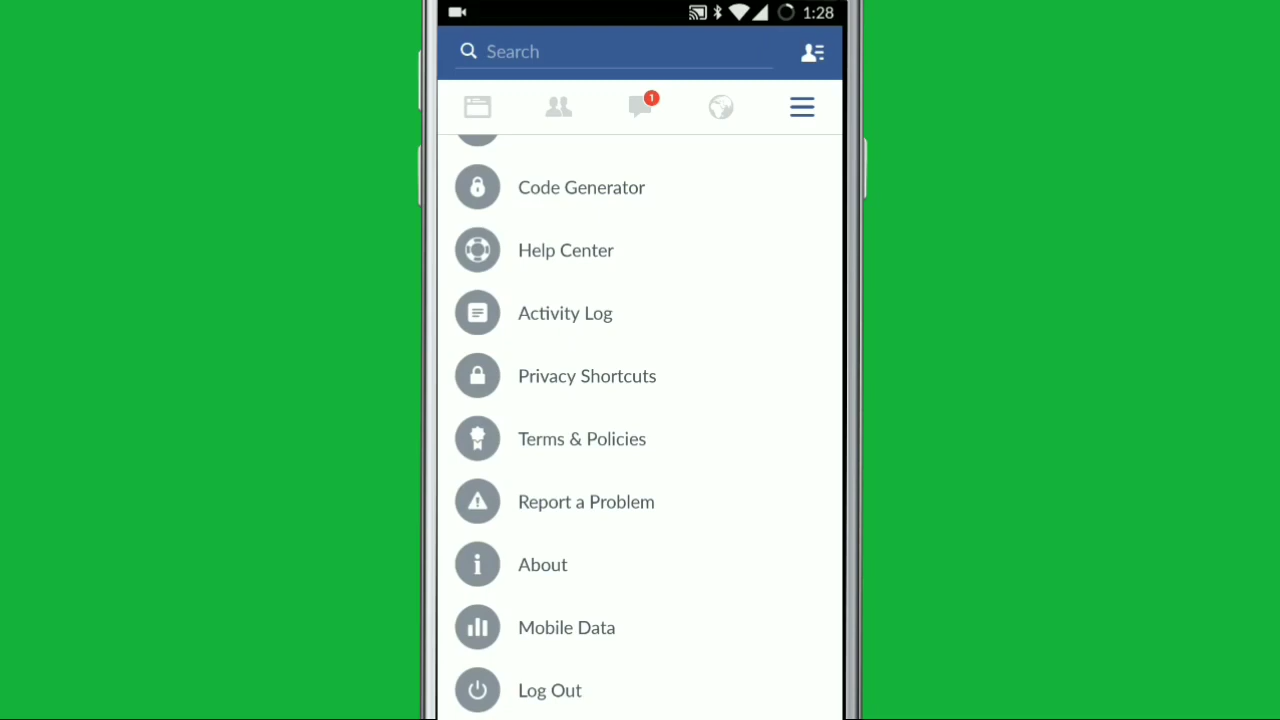 1:28
Search
1
Code Generator
Help Center
Activity Log
Privacy Shortcuts
Terms & Policies
Report a Problem
About
Mobile Data
Log Out